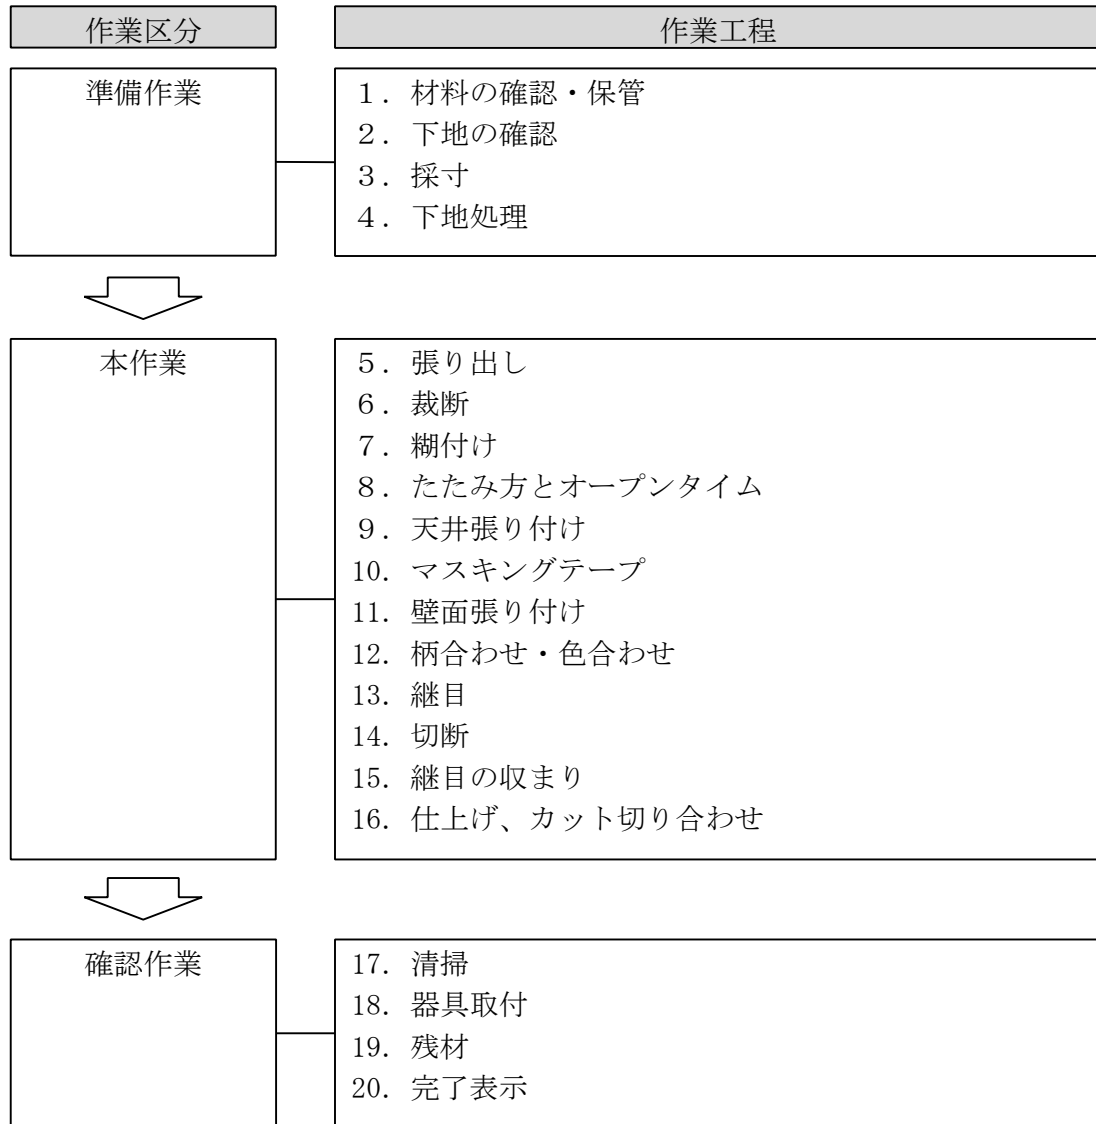 作業区分
作業工程
準備作業
１．材料の確認・保管
２．下地の確認
３．採寸
４．下地処理
本作業
５．張り出し
６．裁断
７．糊付け
８．たたみ方とオープンタイム
９．天井張り付け
10．マスキングテープ
11．壁面張り付け
12．柄合わせ・色合わせ
13．継目
14．切断
15．継目の収まり
16．仕上げ、カット切り合わせ
確認作業
17．清掃
18．器具取付
19．残材
20．完了表示